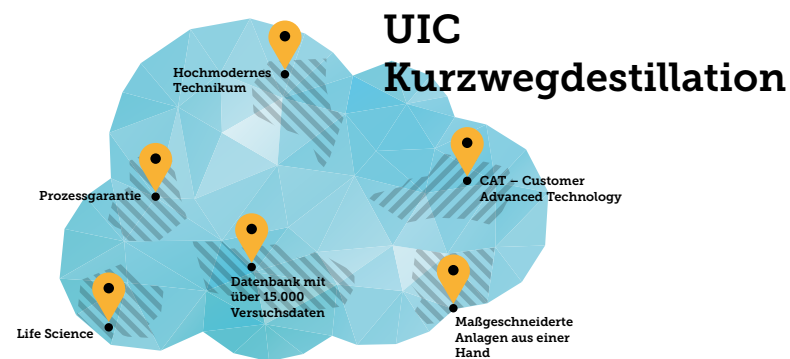 UIC
Kurzwegdestillation
Hochmodernes
Technikum
Prozessgarantie
CAT – Customer
Advanced Technology
Datenbank mit
über 15.000
Versuchsdaten
Life Science
Maßgeschneiderte
Anlagen aus einer
Hand